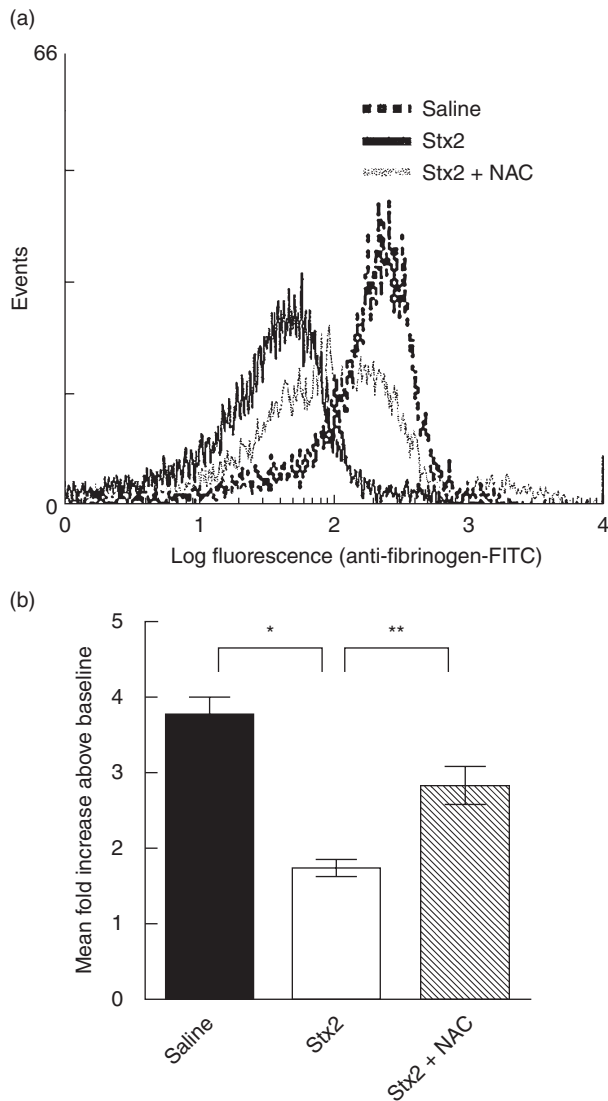 (a)
66
Saline
Stx2
Stx2 + NAC
Events
0
0 1 2 3 4
Log fluorescence (anti-fibrinogen-FITC)
(b)
5
* **
4
3
2
1
0
Mean fold increase above baseline
Saline
Stx2
Stx2 + NAC